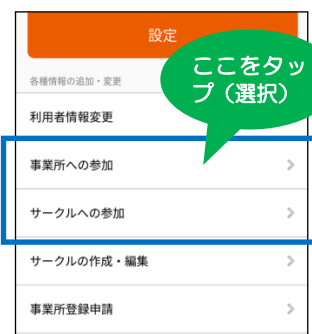 設定
ここをタッ
プ（選択）
各種情報の追加・変更
利用者情報変更
事業所への参加
サークルへの参加
サークルの作成・編集
事業所登録申請